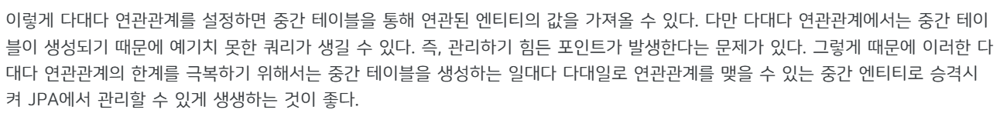 이렇게 다대다 연관관계를 설정하면 중간 테이블을 통해 연관된 엔티티의 값을 가져올 수 있다. 다만 다대다 연관관계에서는 중간 테이
블이 생성되기 때문에 예기치 못한 쿼리가 생길 수 있다. 즉, 관리하기 힘든 포인트가 발생한다는 문제가 있다. 그렇게 때문에 이러한 다
대다 연관관계의 한계를 극복하기 위해서는 중간 테이블을 생성하는 일대다 다대일로 연관관계를 맺을 수 있는 중간 엔티티로 승격시
켜 JPA에서 관리할 수 있게 생생하는 것이 좋다.